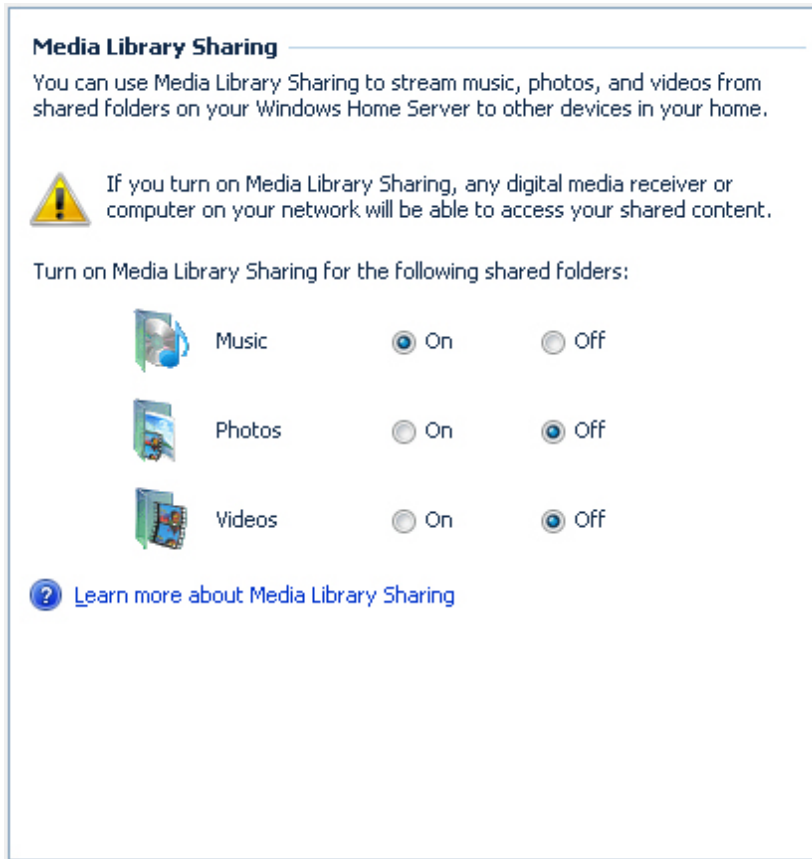 Media Library Sharing
You can use Media Library Sharing to stream music, photos, and videos from
shared folders on your Windows Home Server to other devices in your home.
If you turn on Media Library Sharing, any digital media receiver or
computer on your network will be able to access your shared content.
Turn on Media Library Sharing for the following shared folders:
Music On Off
Photos On Off
Videos On Off
Learn more about Media Library Sharing